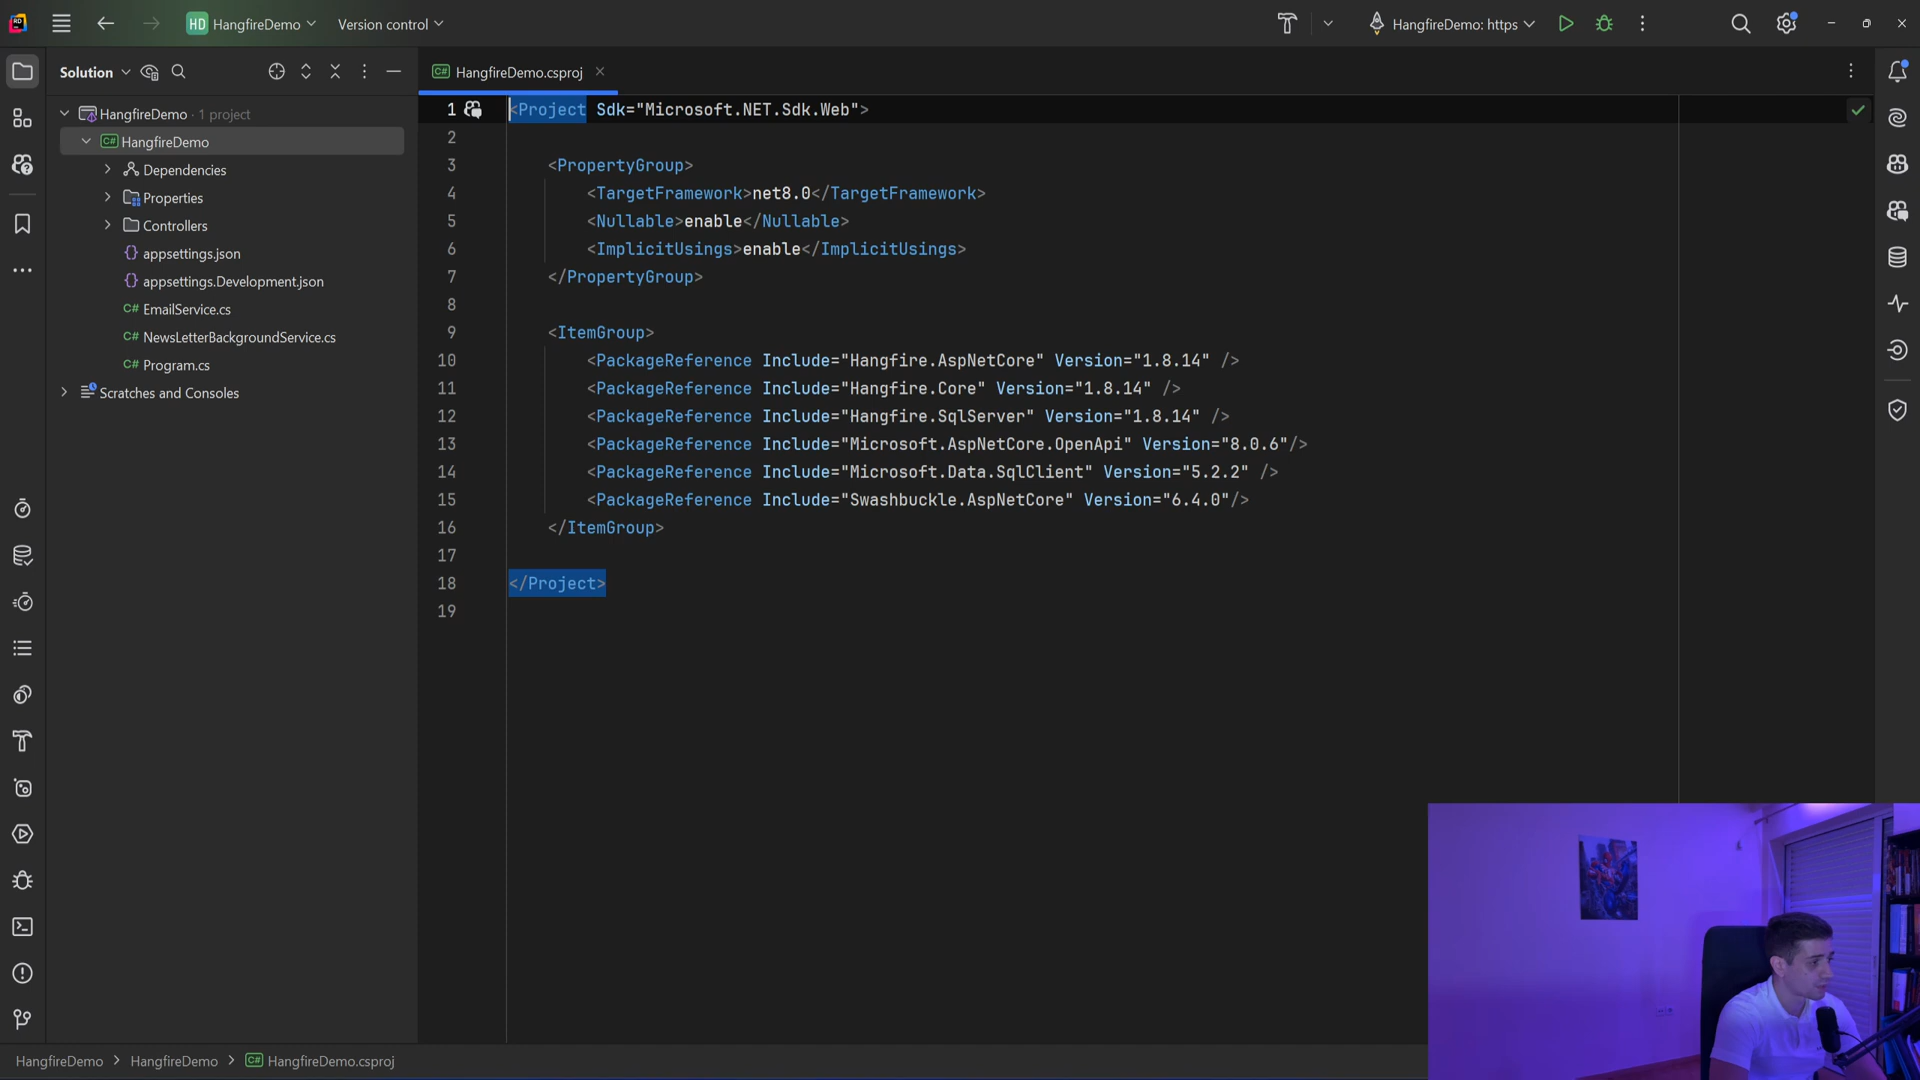 HD HangfireDemo
Version control
HangfireDemo: https
Solution
HangfireDemo.csproj
HangfireDemo · 1 project
HangfireDemo
Dependencies
Properties
Controllers
appsettings.json
appsettings.Development.json
C# EmailService.cs
C# NewsLetterBackgroundService.cs
C# Program.cs
Scratches and Consoles
1 <Project Sdk="Microsoft.NET.Sdk.Web">
2
3 <PropertyGroup>
4 <TargetFramework>net8.0</TargetFramework>
5 <Nullable>enable</Nullable>
6 <ImplicitUsings>enable</ImplicitUsings>
7 </PropertyGroup>
8
9 <ItemGroup>
10 <PackageReference Include="Hangfire.AspNetCore" Version="1.8.14" />
11 <PackageReference Include="Hangfire.Core" Version="1.8.14" />
12 <PackageReference Include="Hangfire.SqlServer" Version="1.8.14" />
13 <PackageReference Include="Microsoft.AspNetCore.OpenApi" Version="8.0.6"/>
14 <PackageReference Include="Microsoft.Data.SqlClient" Version="5.2.2" />
15 <PackageReference Include="Swashbuckle.AspNetCore" Version="6.4.0"/>
16 </ItemGroup>
17
18 </Project>
19
HangfireDemo > HangfireDemo > C# HangfireDemo.csproj